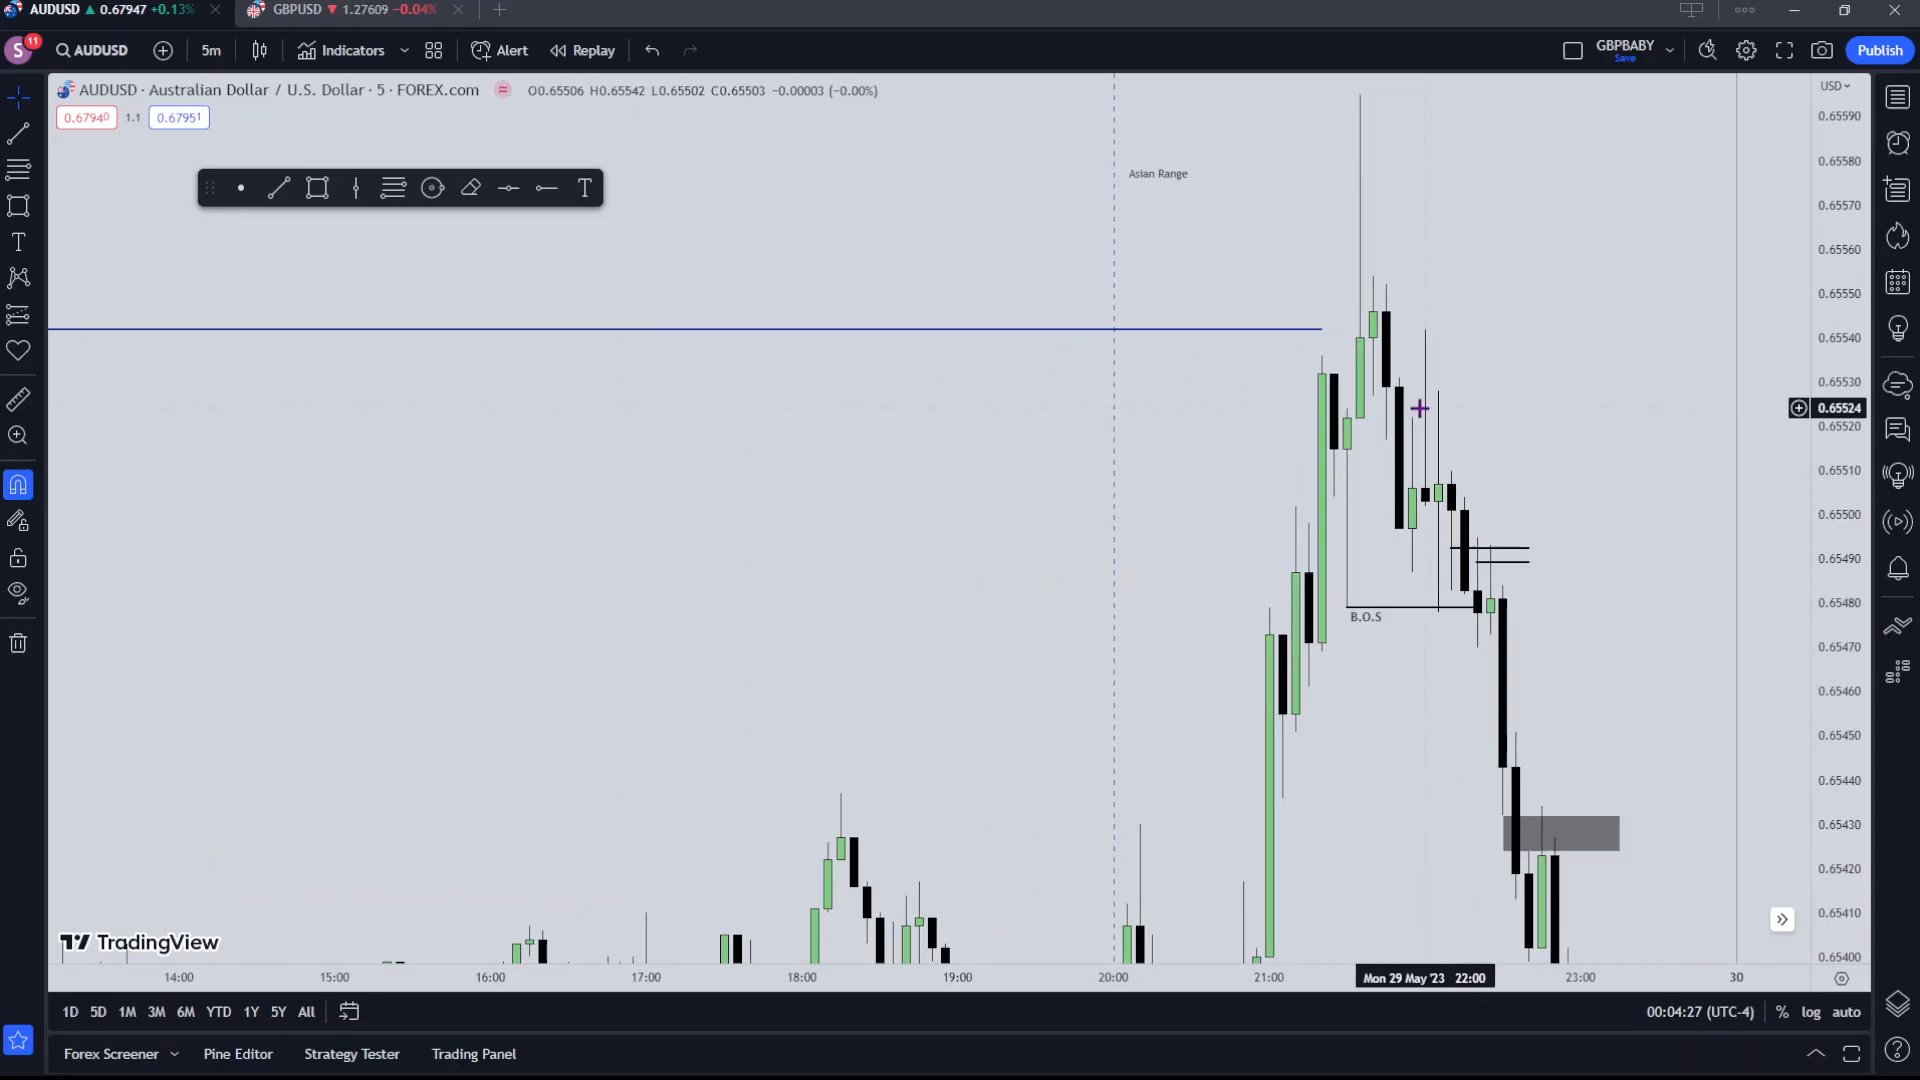 AUDUSD ▲ 0.67947 +0.13%
GBPUSD ▼ 1.27609 −0.04%
S
11
AUDUSD
5m
Indicators
Alert
Replay
GBPBABY
Save
Publish
AUDUSD · Australian Dollar / U.S. Dollar · 5 · FOREX.com
O0.65506 H0.65542 L0.65502 C0.65503 −0.00003 (−0.00%)
0.67940
1.1
0.67951
T
T
Asian Range
B.O.S
USD
0.65590
0.65580
0.65570
0.65560
0.65550
0.65540
0.65530
0.65524
0.65520
0.65510
0.65500
0.65490
0.65480
0.65470
0.65460
0.65450
0.65440
0.65430
0.65420
0.65410
0.65400
TradingView
14:00
15:00
16:00
17:00
18:00
19:00
20:00
21:00
Mon 29 May '23 22:00
23:00
30
1D
5D
1M
3M
6M
YTD
1Y
5Y
All
00:04:27 (UTC-4)
%
log
auto
Forex Screener
Pine Editor
Strategy Tester
Trading Panel